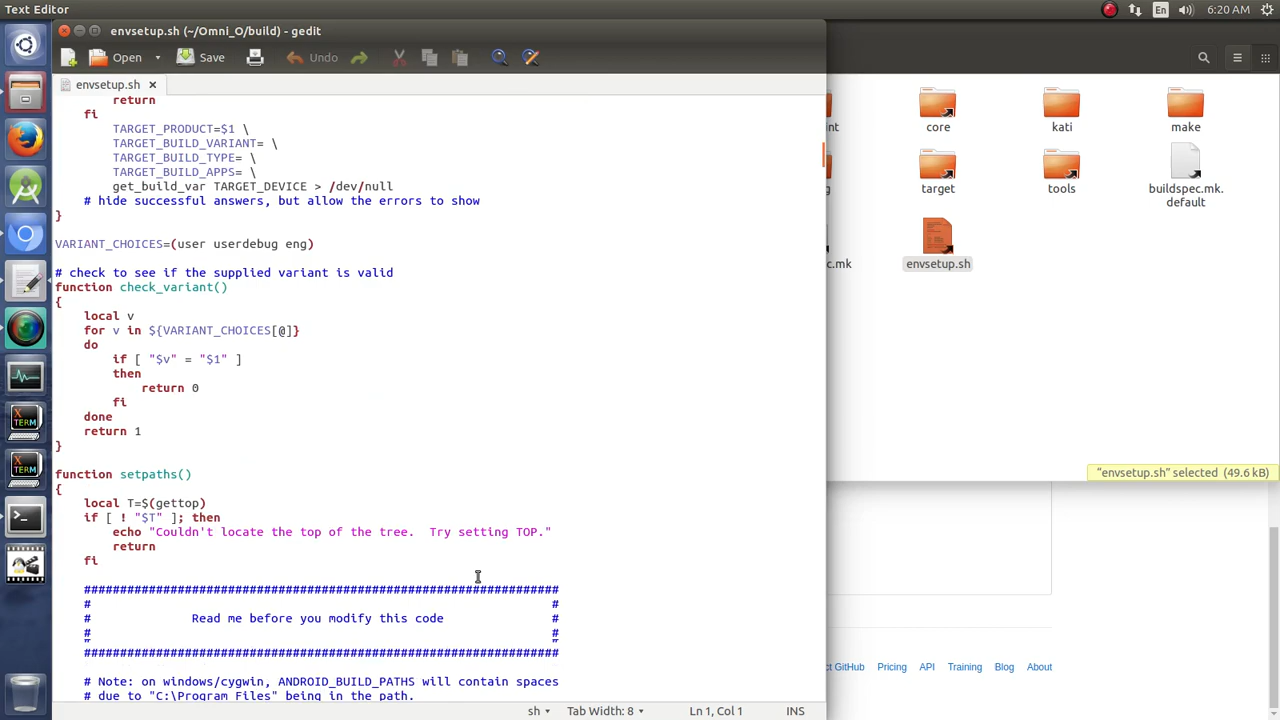 Text Editor
En
6:20 AM
envsetup.sh (~/Omni_O/build) - gedit
Open
Save
Undo
envsetup.sh
return
fi
TARGET_PRODUCT=$1 \
TARGET_BUILD_VARIANT= \
TARGET_BUILD_TYPE= \
TARGET_BUILD_APPS= \
get_build_var TARGET_DEVICE > /dev/null
# hide successful answers, but allow the errors to show
}
VARIANT_CHOICES=(user userdebug eng)
# check to see if the supplied variant is valid
function check_variant()
{
local v
for v in ${VARIANT_CHOICES[@]}
do
if [ "$v" = "$1" ]
then
return 0
fi
done
return 1
}
function setpaths()
{
local T=$(gettop)
if [ ! "$T" ]; then
echo "Couldn't locate the top of the tree.  Try setting TOP."
return
fi
##################################################################
#                                                                #
#              Read me before you modify this code               #
#                                                                #
##################################################################
# Note: on windows/cygwin, ANDROID_BUILD_PATHS will contain spaces
# due to "C:\Program Files" being in the path.
sh
Tab Width: 8
Ln 1, Col 1
INS
core
kati
make
target
tools
buildspec.mk.
default
c.mk
envsetup.sh
"envsetup.sh" selected (49.6 kB)
ct GitHub
Pricing
API
Training
Blog
About
XTERM
XTERM